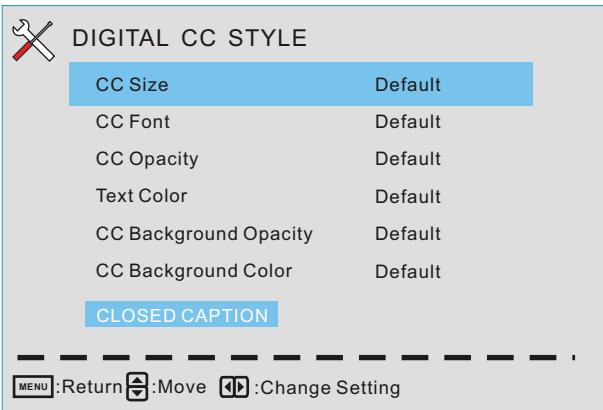 DIGITAL CC STYLE
CC Size Default
CC Font Default
CC Opacity Default
Text Color Default
CC Background Opacity Default
CC Background Color Default
CLOSED CAPTION
MENU :Return :Move :Change Setting